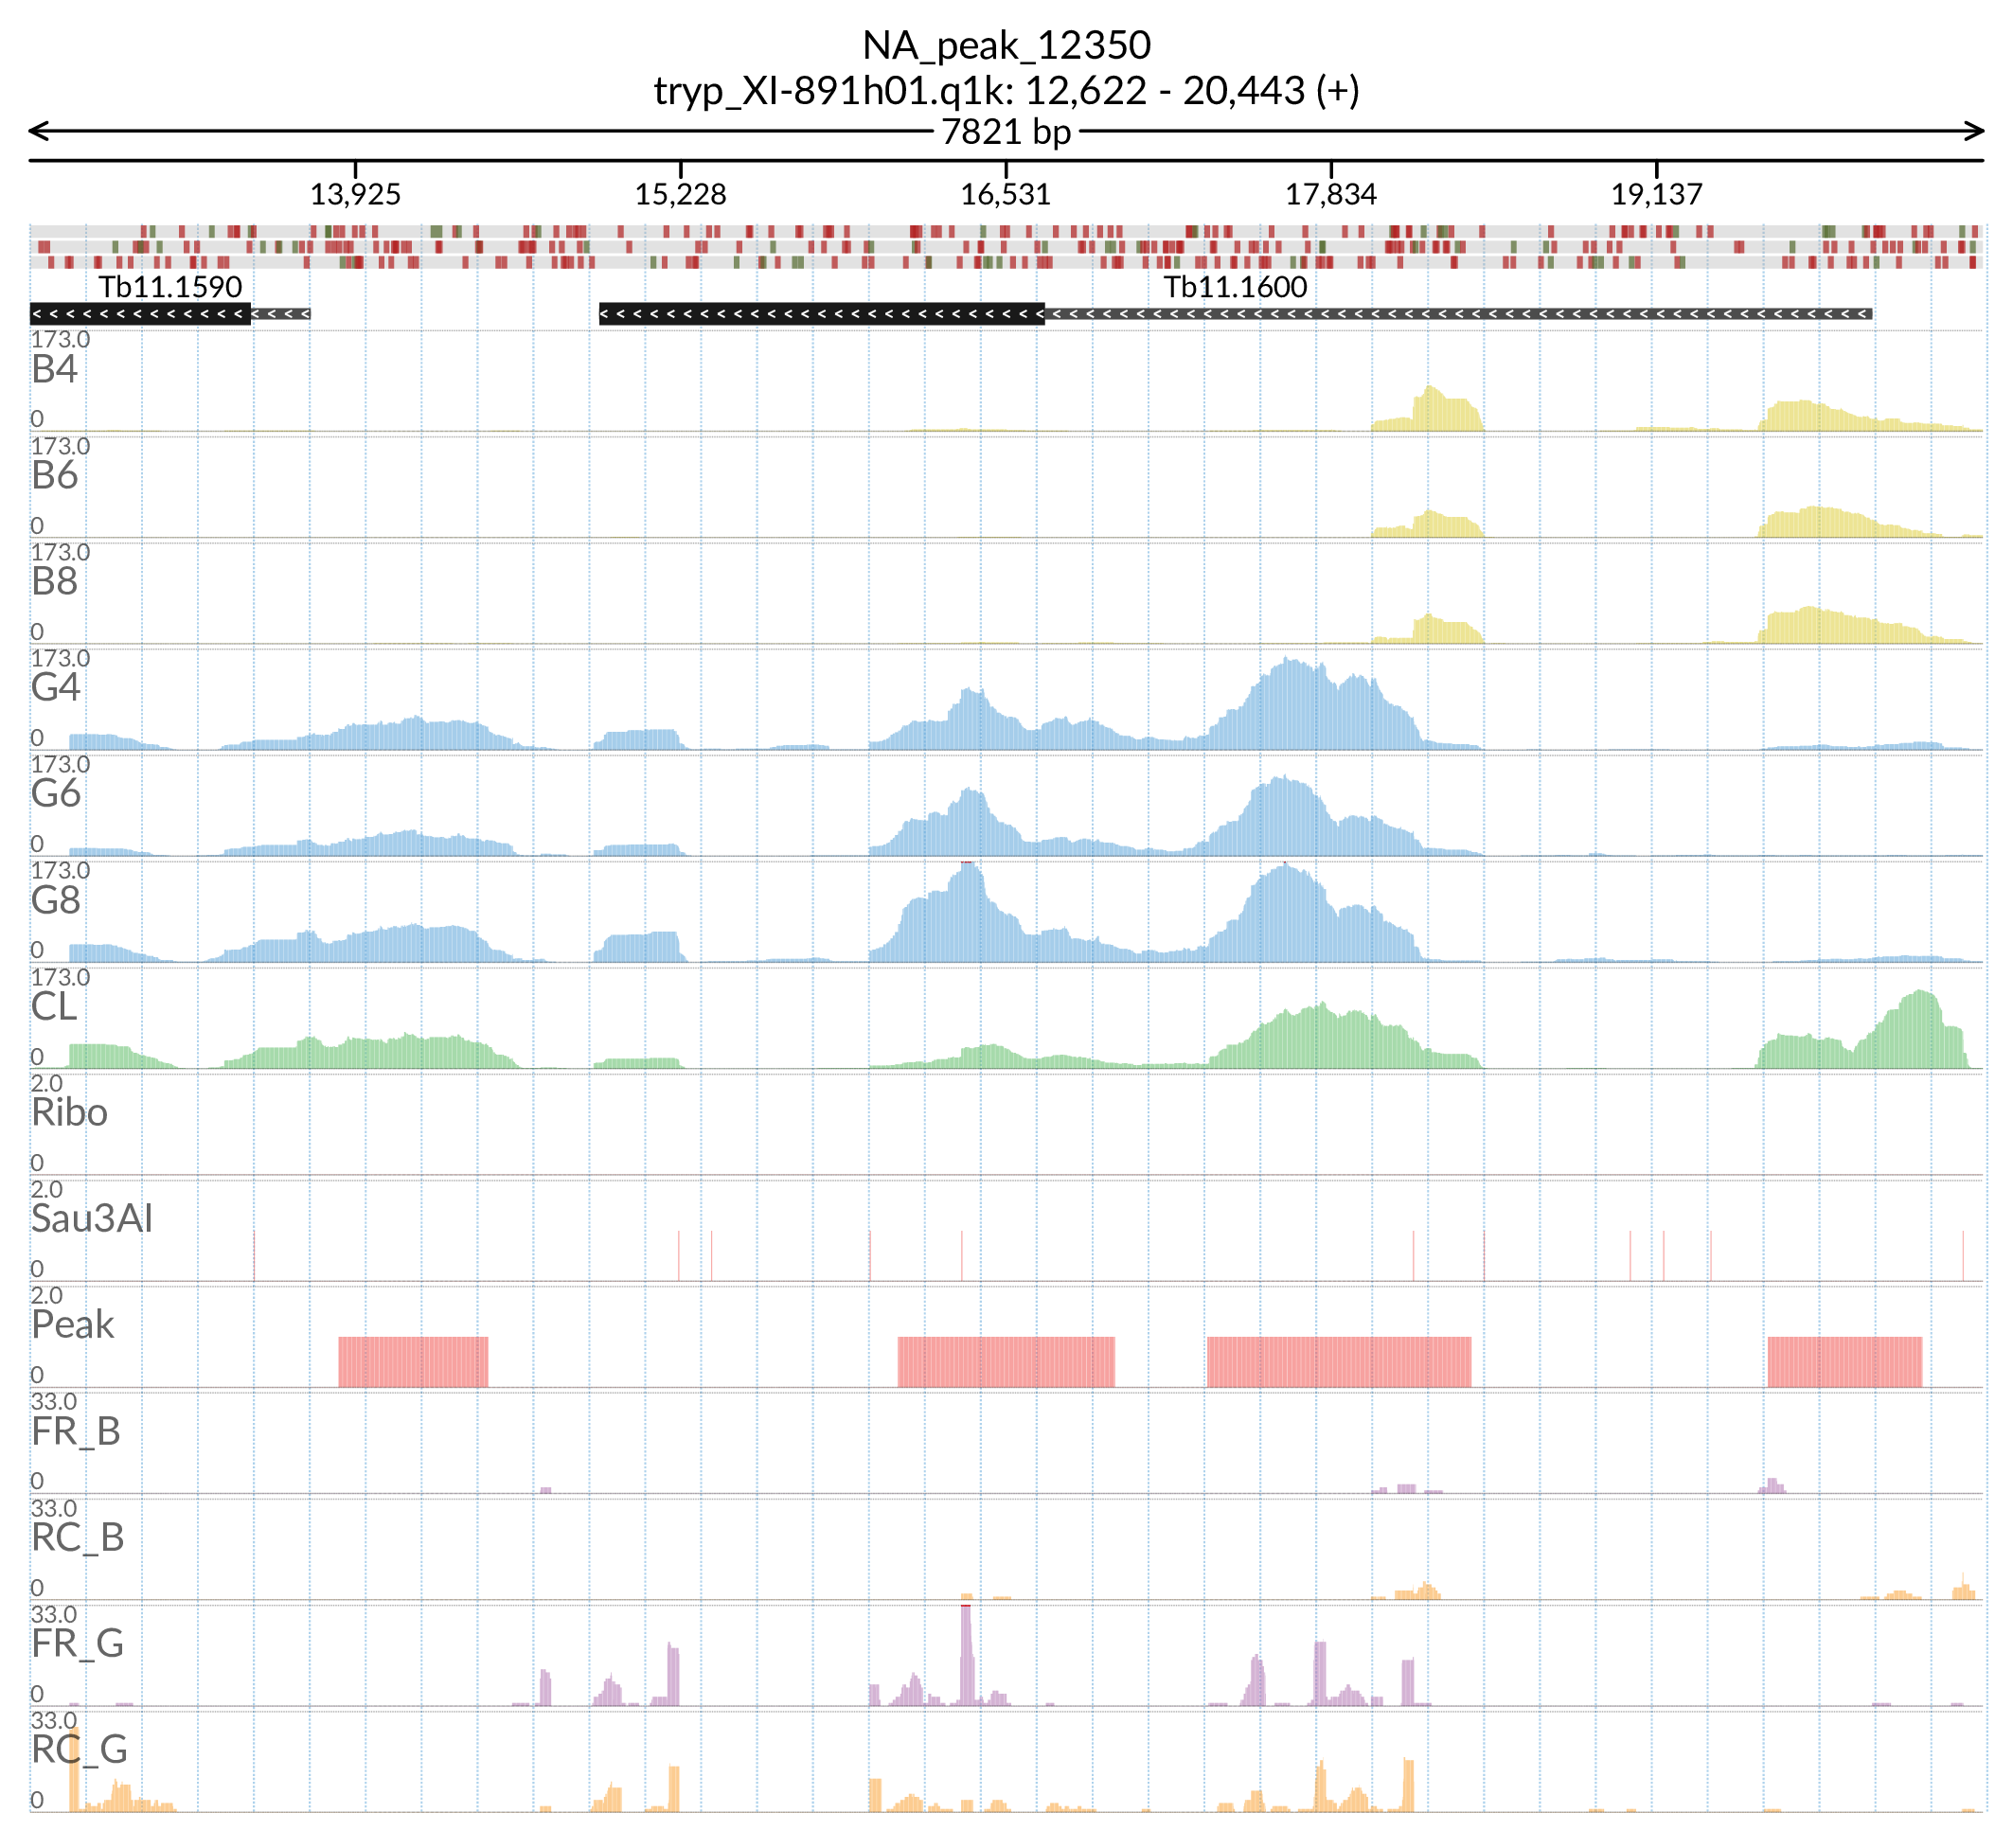 NA_peak_12350
tryp_XI-891h01.q1k: 12,622 - 20,443 (+)
7821 bp
13,925 15,228 16,531 17,834 19,137
Tb11.1590 Tb11.1600
173.0
B4
0
173.0
B6
0
173.0
B8
0
173.0
G4
0
173.0
G6
0
173.0
G8
0
173.0
CL
0
2.0
Ribo
0
2.0
Sau3AI
0
2.0
Peak
0
33.0
FR_B
0
33.0
RC_B
0
33.0
FR_G
0
33.0
RC_G
0